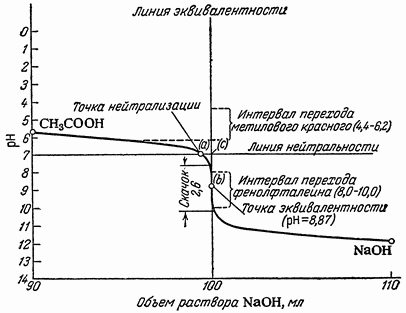 Линия эквивалентности
0
1
2
3
4
5
6
7
8
9
10
11
12
13
14
pH
CH₃COOH
Точка нейтрализации
(a)
(c)
(b)
Интервал перехода
метилового красного (4,4-6,2)
Линия нейтральности
Скачок
2,6
Интервал перехода
фенолфталеина (8,0-10,0)
Точка эквивалентности
(pH=8,87)
NaOH
90
100
110
Объем раствора NaOH, мл